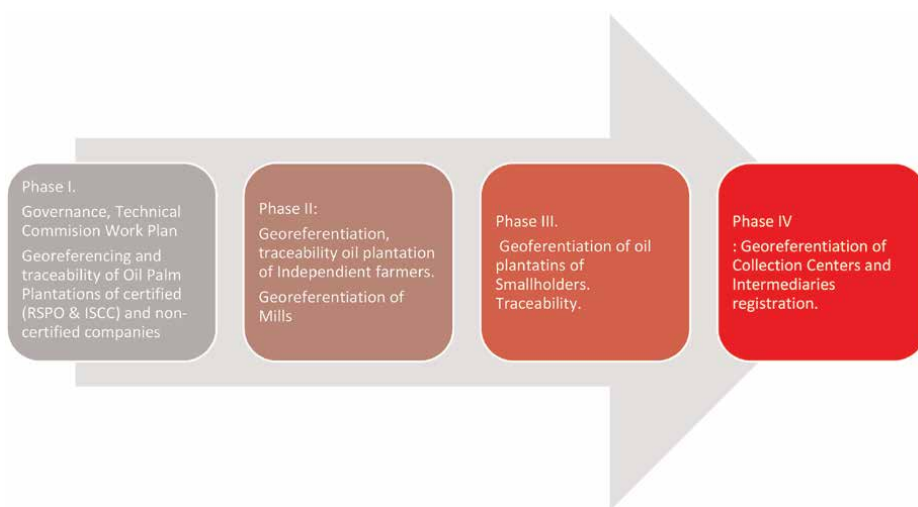 Phase I.
Governance, Technical
Commision Work Plan
Georeferencing and
traceability of Oil Palm
Plantations of certified
(RSPO & ISCC) and non-
certified companies
Phase II:
Georeferentiation,
traceability oil plantation
of Independent farmers.
Georeferentiation of
Mills
Phase III.
Geoferentiation of oil
plantatins of
Smallholders.
Traceability.
Phase IV
: Georeferentiation of
Collection Centers and
Intermediaries
registration.